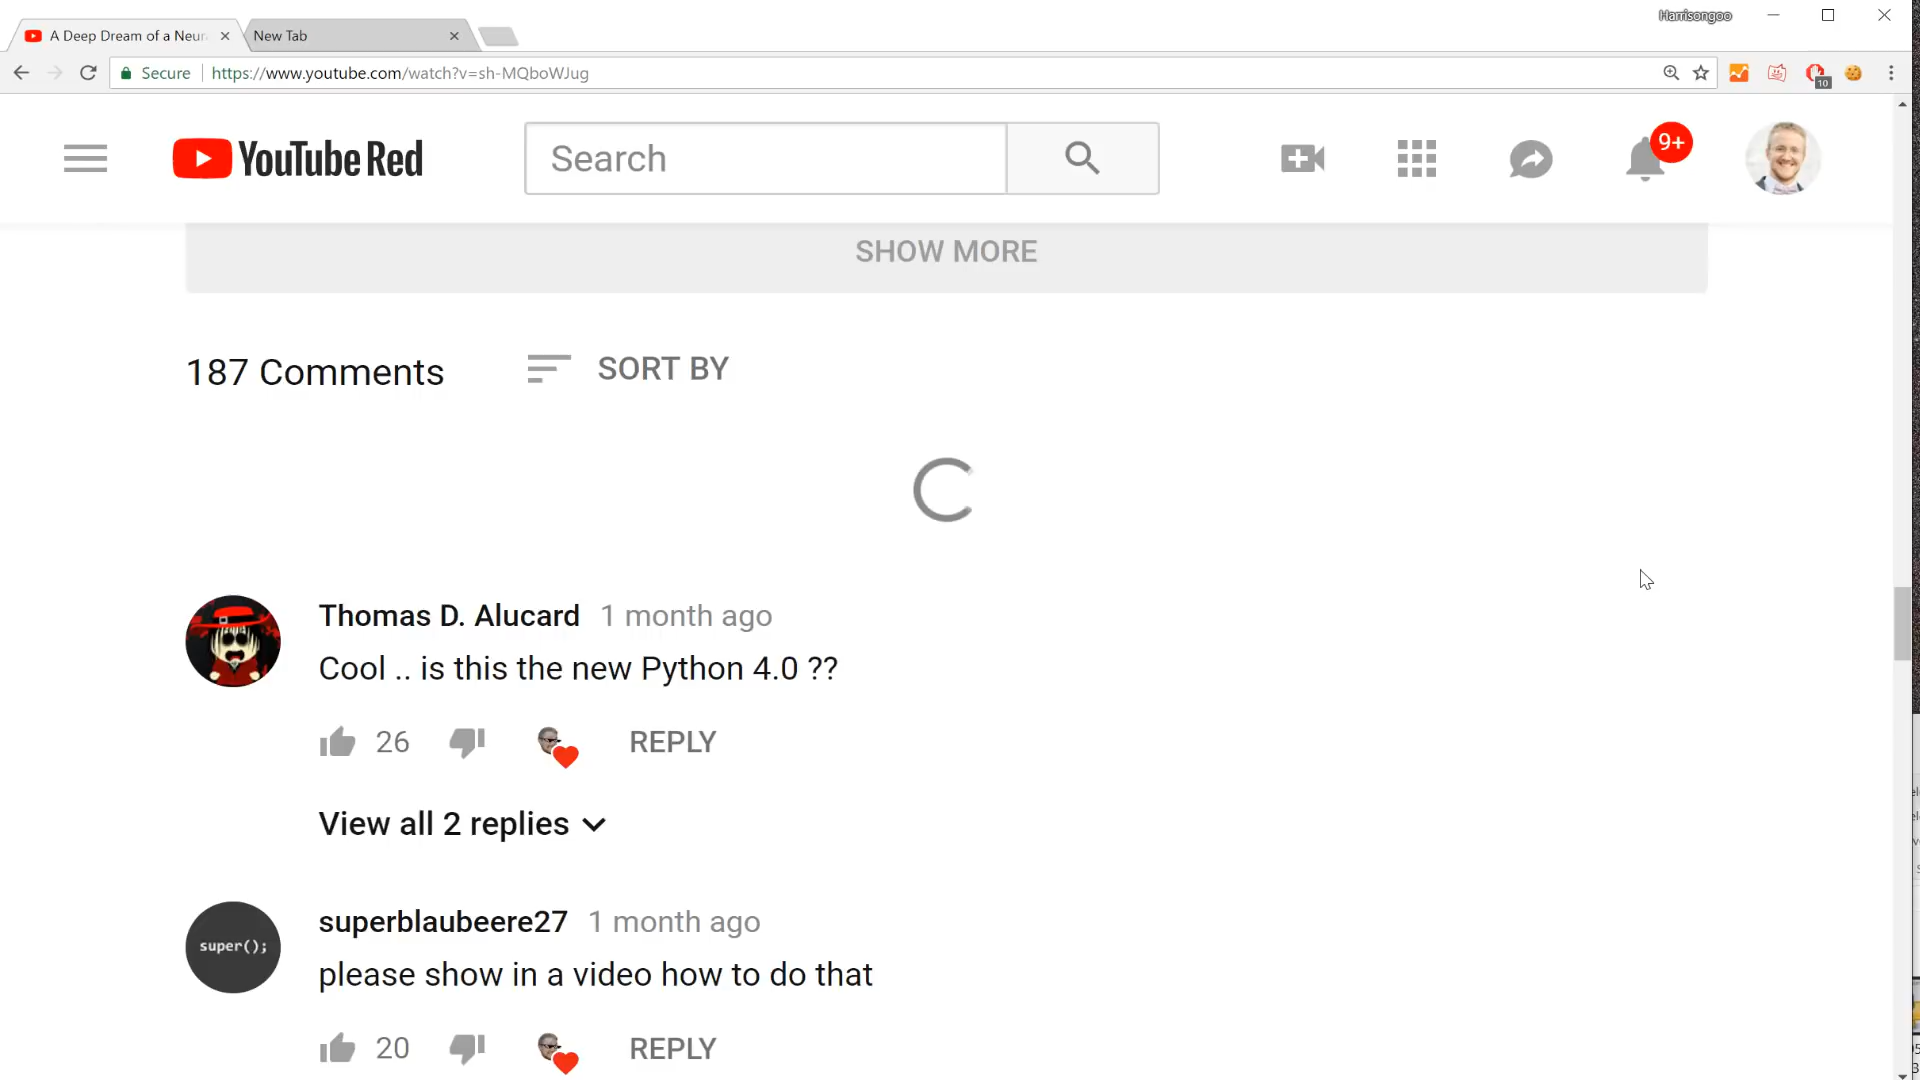 Harrisongoo
A Deep Dream of a Neur
New Tab
Secure
https://www.youtube.com/watch?v=sh-MQboWJug
10
YouTube Red
Search
9+
SHOW MORE
187 Comments
SORT BY
Thomas D. Alucard 1 month ago
Cool .. is this the new Python 4.0 ??
26
REPLY
View all 2 replies
super();
superblaubeere27 1 month ago
please show in a video how to do that
20
REPLY